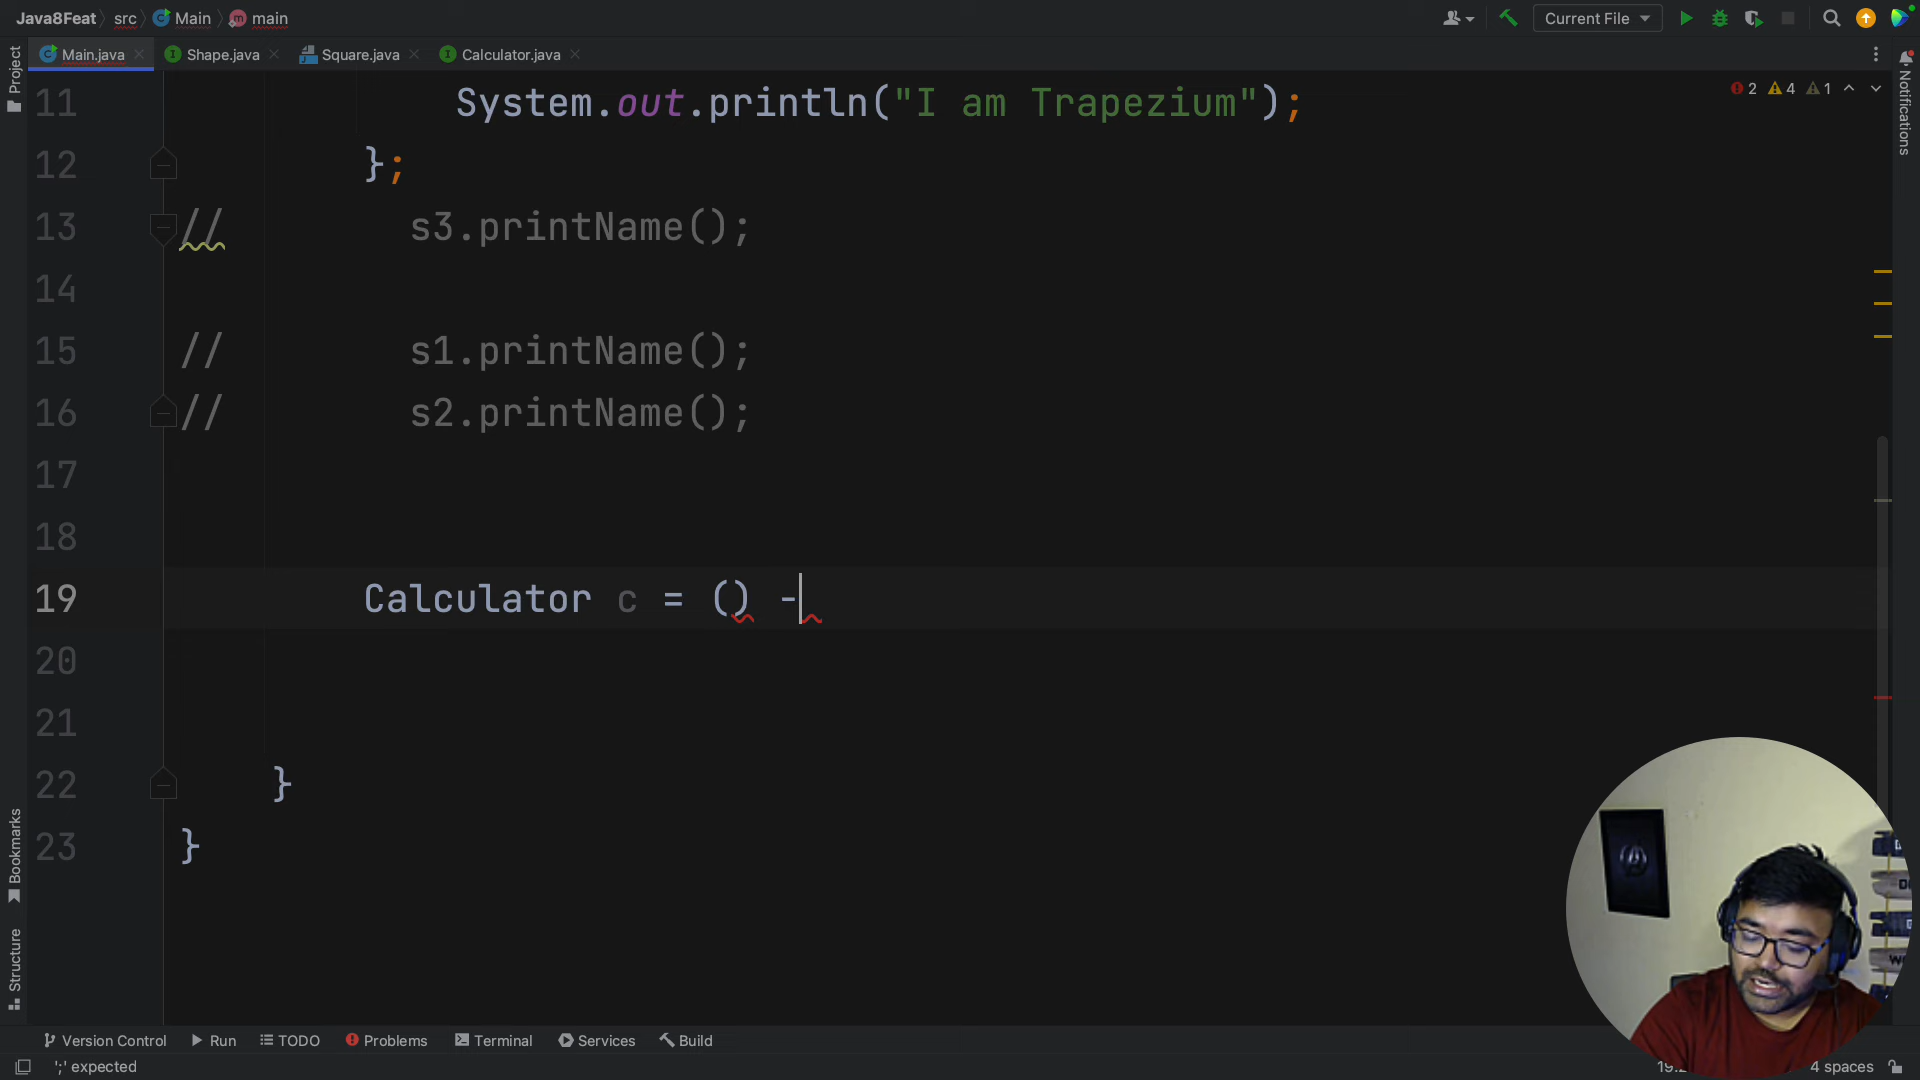 Java8Feat src Main main Current File
Main.java Shape.java Square.java Calculator.java
Project
Notifications
2 4 1
11 System.out.println("I am Trapezium");
12 };
13 // s3.printName();
14
15 // s1.printName();
16 // s2.printName();
17
18
19 Calculator c = () -
20
21
22 }
23 }
Bookmarks
Structure
Version Control Run TODO Problems Terminal Services Build
';' expected 4 spaces